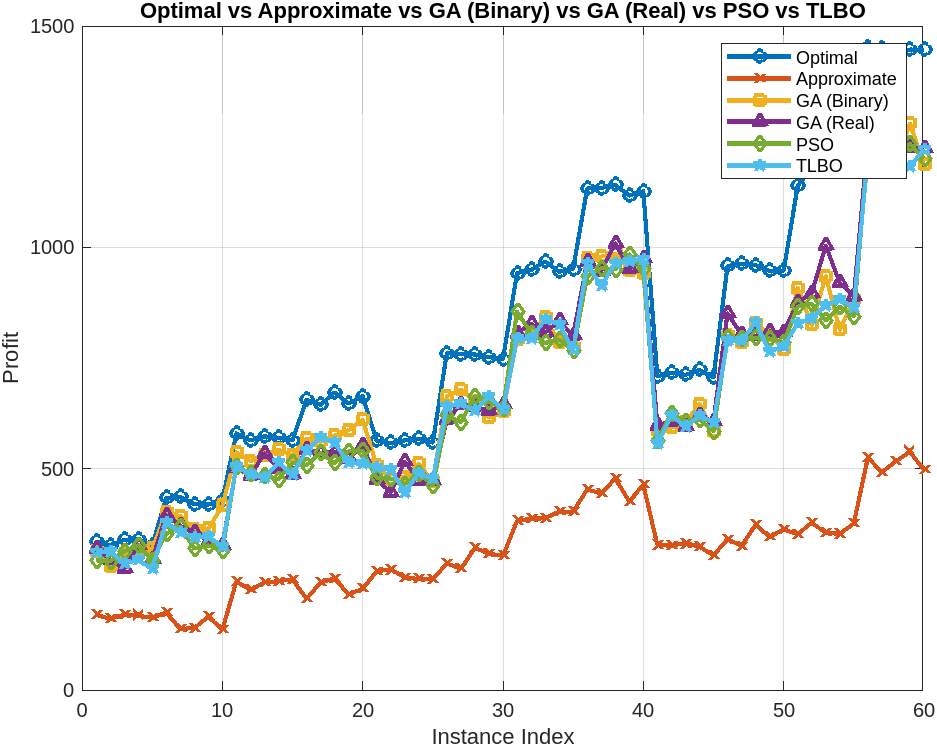 Optimal vs Approximate vs GA (Binary) vs GA (Real) vs PSO vs TLBO
1500
1000
500
0
Profit
Optimal
Approximate
GA (Binary)
GA (Real)
PSO
TLBO
0 10 20 30 40 50 60
Instance Index